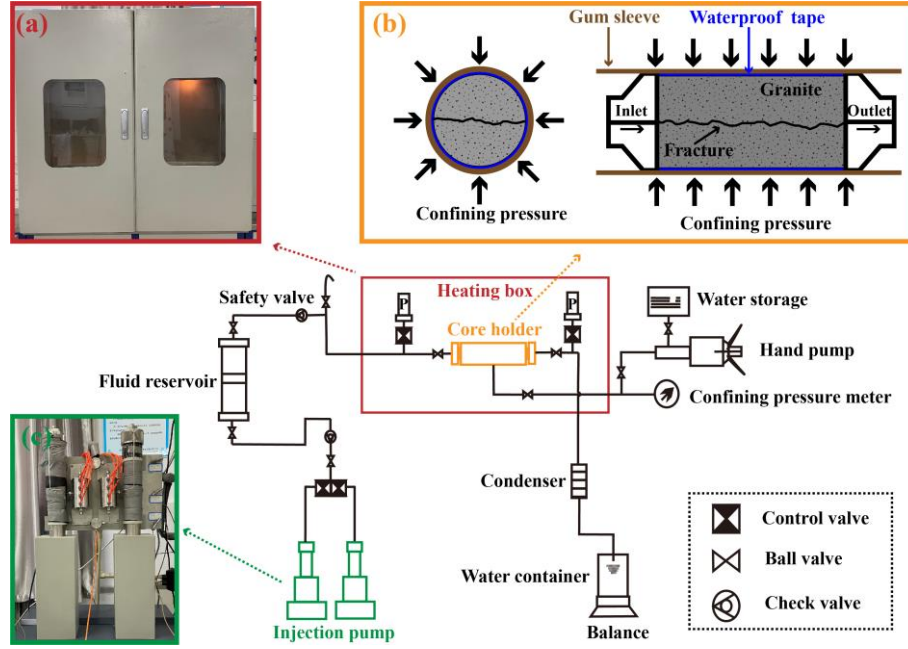 (a)
(b)
Gum sleeve
Waterproof tape
Granite
Inlet
Outlet
Fracture
Confining pressure
Confining pressure
Safety valve
Heating box
P
P
Core holder
Water storage
Hand pump
Fluid reservoir
Confining pressure meter
(c)
Condenser
Control valve
Ball valve
Water container
Check valve
Injection pump
Balance